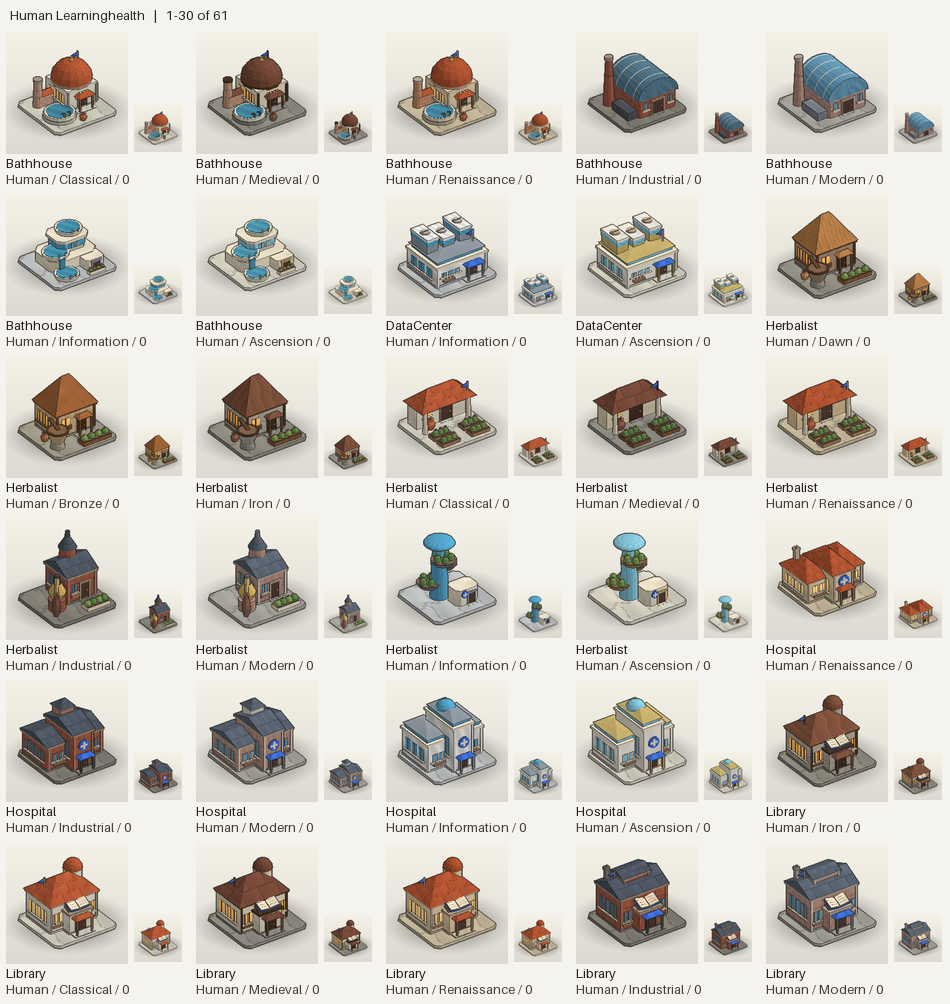 Human Learninghealth | 1-30 of 61
Bathhouse
Human / Classical / 0
Bathhouse
Human / Medieval / 0
Bathhouse
Human / Renaissance / 0
Bathhouse
Human / Industrial / 0
Bathhouse
Human / Modern / 0
Bathhouse
Human / Information / 0
Bathhouse
Human / Ascension / 0
DataCenter
Human / Information / 0
DataCenter
Human / Ascension / 0
Herbalist
Human / Dawn / 0
Herbalist
Human / Bronze / 0
Herbalist
Human / Iron / 0
Herbalist
Human / Classical / 0
Herbalist
Human / Medieval / 0
Herbalist
Human / Renaissance / 0
Herbalist
Human / Industrial / 0
Herbalist
Human / Modern / 0
Herbalist
Human / Information / 0
Herbalist
Human / Ascension / 0
Hospital
Human / Renaissance / 0
Hospital
Human / Industrial / 0
Hospital
Human / Modern / 0
Hospital
Human / Information / 0
Hospital
Human / Ascension / 0
Library
Human / Iron / 0
Library
Human / Classical / 0
Library
Human / Medieval / 0
Library
Human / Renaissance / 0
Library
Human / Industrial / 0
Library
Human / Modern / 0